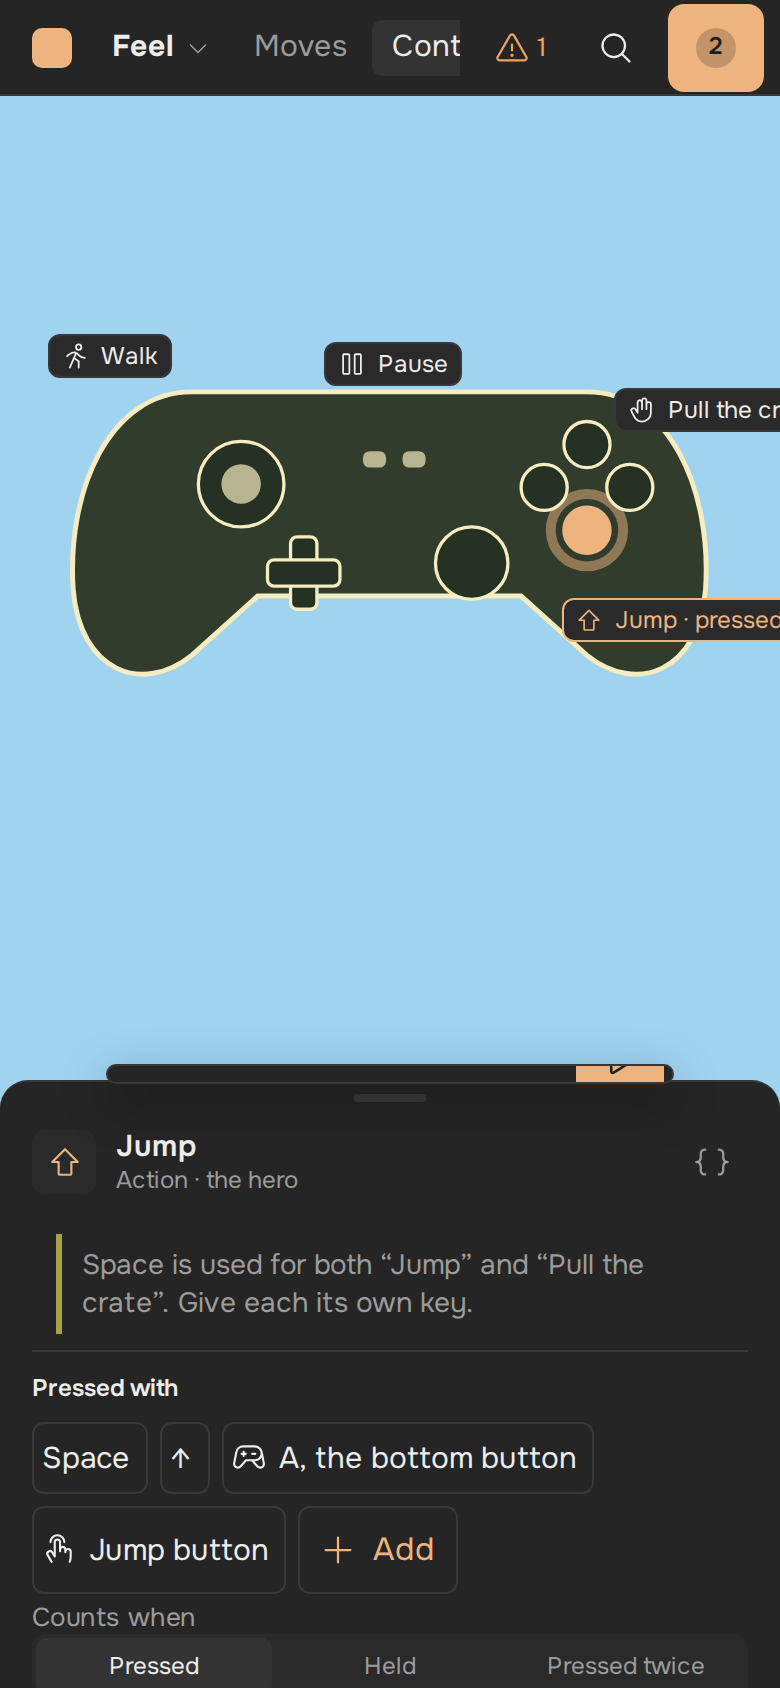 Feel
Moves
Cont
1
2
Walk
Pause
Pull the cr
Jump · pressed
Jump
Action · the hero
Space is used for both “Jump” and “Pull the
crate”. Give each its own key.
Pressed with
Space
↑
A, the bottom button
Jump button
Add
Counts when
Pressed
Held
Pressed twice